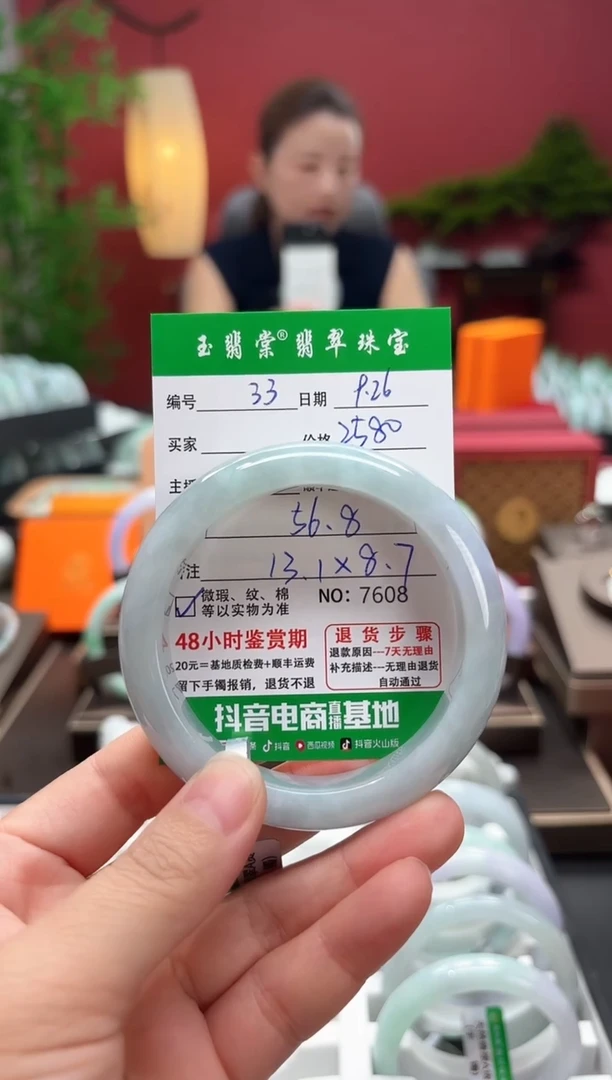 玉翡棠® 翡翠珠宝
编号 33 日期 9.26
买家 价格 2580
主播
56.8
附注 13.1×8.7
微瑕、纹、棉
等以实物为准
NO: 7608
48小时鉴赏期
20元=基地质检费+顺丰运费
留下手镯报销，退货不退
退货步骤
退款原因---7天无理由
补充描述---无理由退货
自动通过
抖音电商直播基地
抖音 西瓜视频 抖音火山版